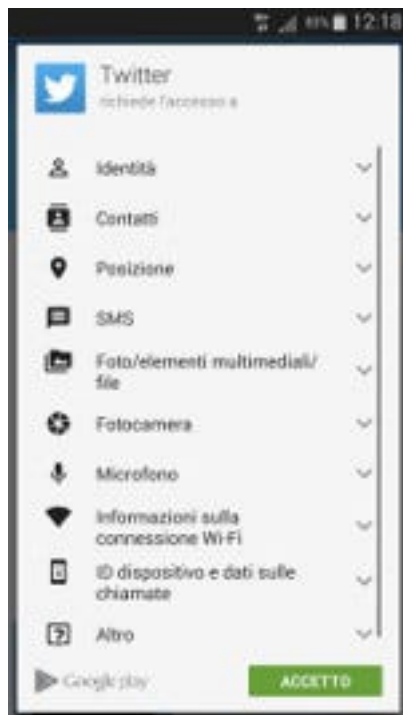 12:18
Twitter
richiede l'accesso a
Identità
Contatti
Posizione
SMS
Foto/elementi multimediali/
file
Fotocamera
Microfono
Informazioni sulla
connessione Wi-Fi
ID dispositivo e dati sulle
chiamate
Altro
Google play
ACCETTO